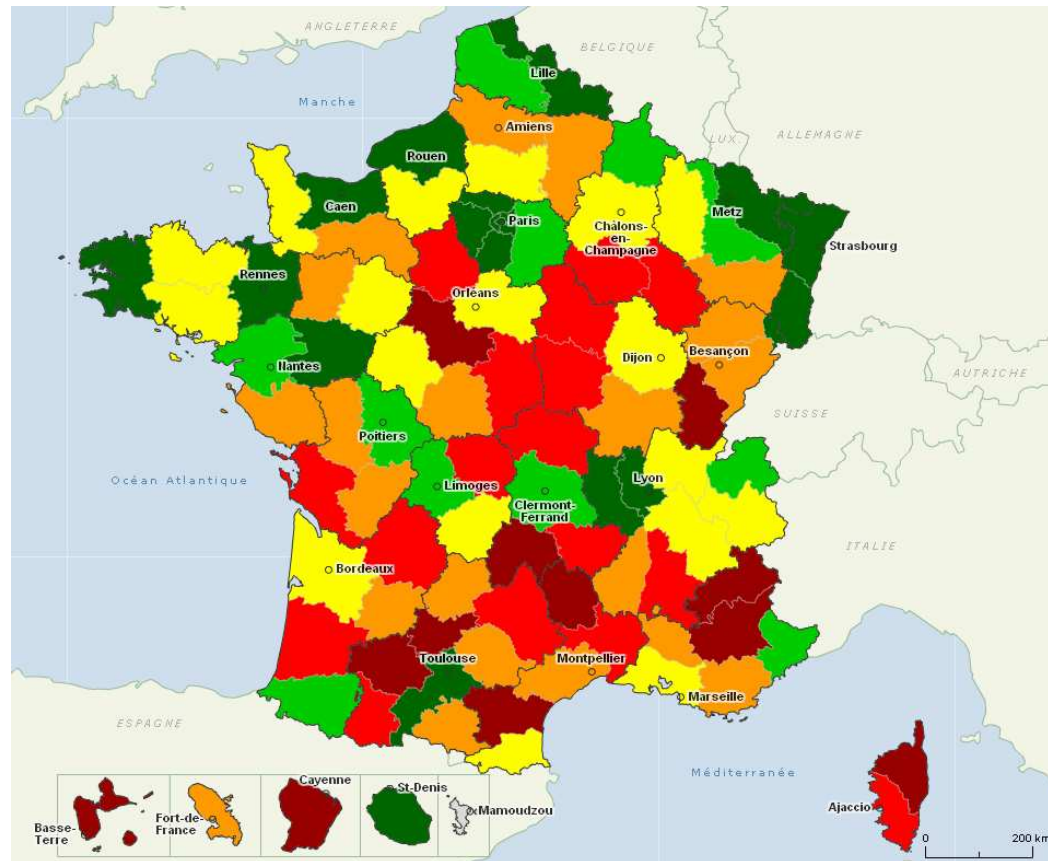 ANGLETERRE
BELGIQUE
Lille
Manche
Amiens
LUX.
ALLEMAGNE
Rouen
Caen
Paris
Metz
Châlons-
en-
Champagne
Strasbourg
Rennes
Orléans
Nantes
Dijon
Besançon
AUTRICHE
SUISSE
Poitiers
Océan Atlantique
Limoges
Lyon
Clermont-
Ferrand
ITALIE
Bordeaux
Toulouse
Montpellier
Marseille
ESPAGNE
Méditerranée
Cayenne
St-Denis
Mamoudzou
Basse-
Terre
Fort-de-
France
Ajaccio
0 200 km